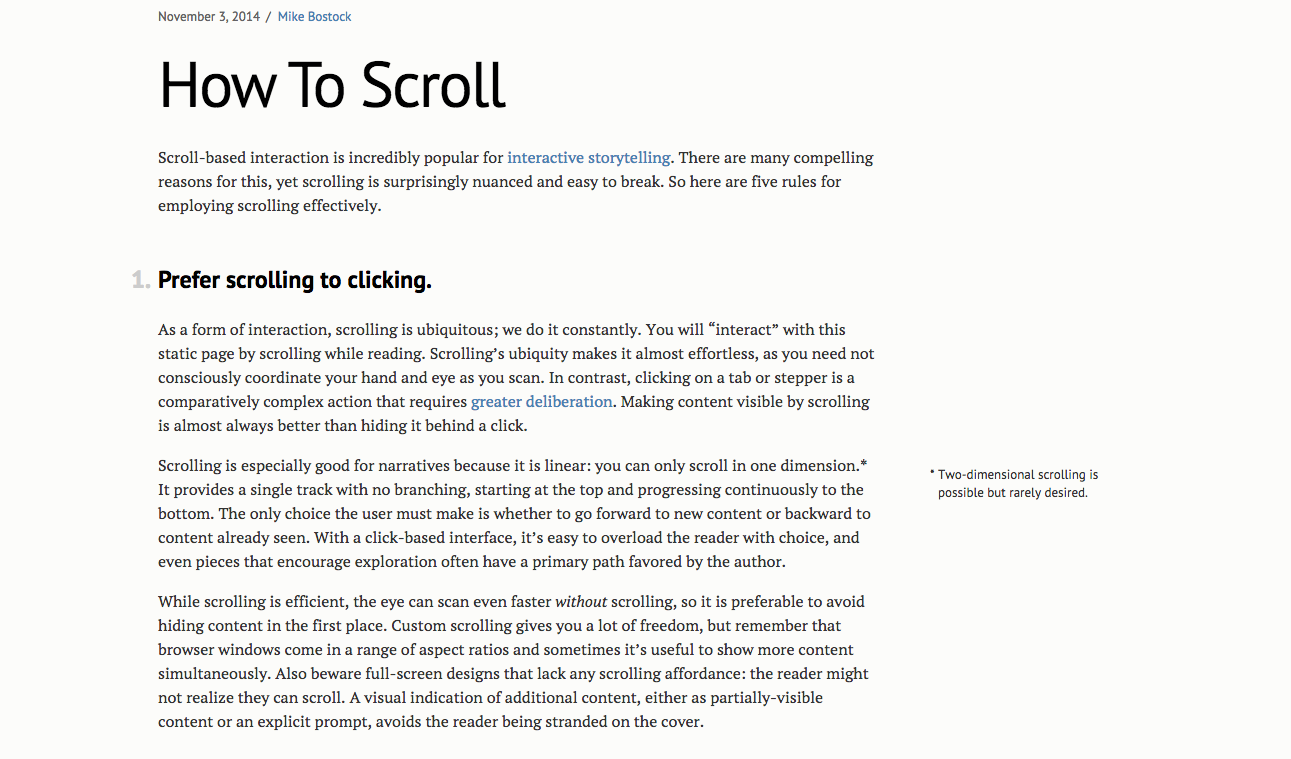 November 3, 2014 / Mike Bostock
How To Scroll
Scroll-based interaction is incredibly popular for interactive storytelling. There are many compelling
reasons for this, yet scrolling is surprisingly nuanced and easy to break. So here are five rules for
employing scrolling effectively.
1. Prefer scrolling to clicking.
As a form of interaction, scrolling is ubiquitous; we do it constantly. You will “interact” with this
static page by scrolling while reading. Scrolling’s ubiquity makes it almost effortless, as you need not
consciously coordinate your hand and eye as you scan. In contrast, clicking on a tab or stepper is a
comparatively complex action that requires greater deliberation. Making content visible by scrolling
is almost always better than hiding it behind a click.
Scrolling is especially good for narratives because it is linear: you can only scroll in one dimension.*
It provides a single track with no branching, starting at the top and progressing continuously to the
bottom. The only choice the user must make is whether to go forward to new content or backward to
content already seen. With a click-based interface, it’s easy to overload the reader with choice, and
even pieces that encourage exploration often have a primary path favored by the author.
* Two-dimensional scrolling is
possible but rarely desired.
While scrolling is efficient, the eye can scan even faster without scrolling, so it is preferable to avoid
hiding content in the first place. Custom scrolling gives you a lot of freedom, but remember that
browser windows come in a range of aspect ratios and sometimes it’s useful to show more content
simultaneously. Also beware full-screen designs that lack any scrolling affordance: the reader might
not realize they can scroll. A visual indication of additional content, either as partially-visible
content or an explicit prompt, avoids the reader being stranded on the cover.